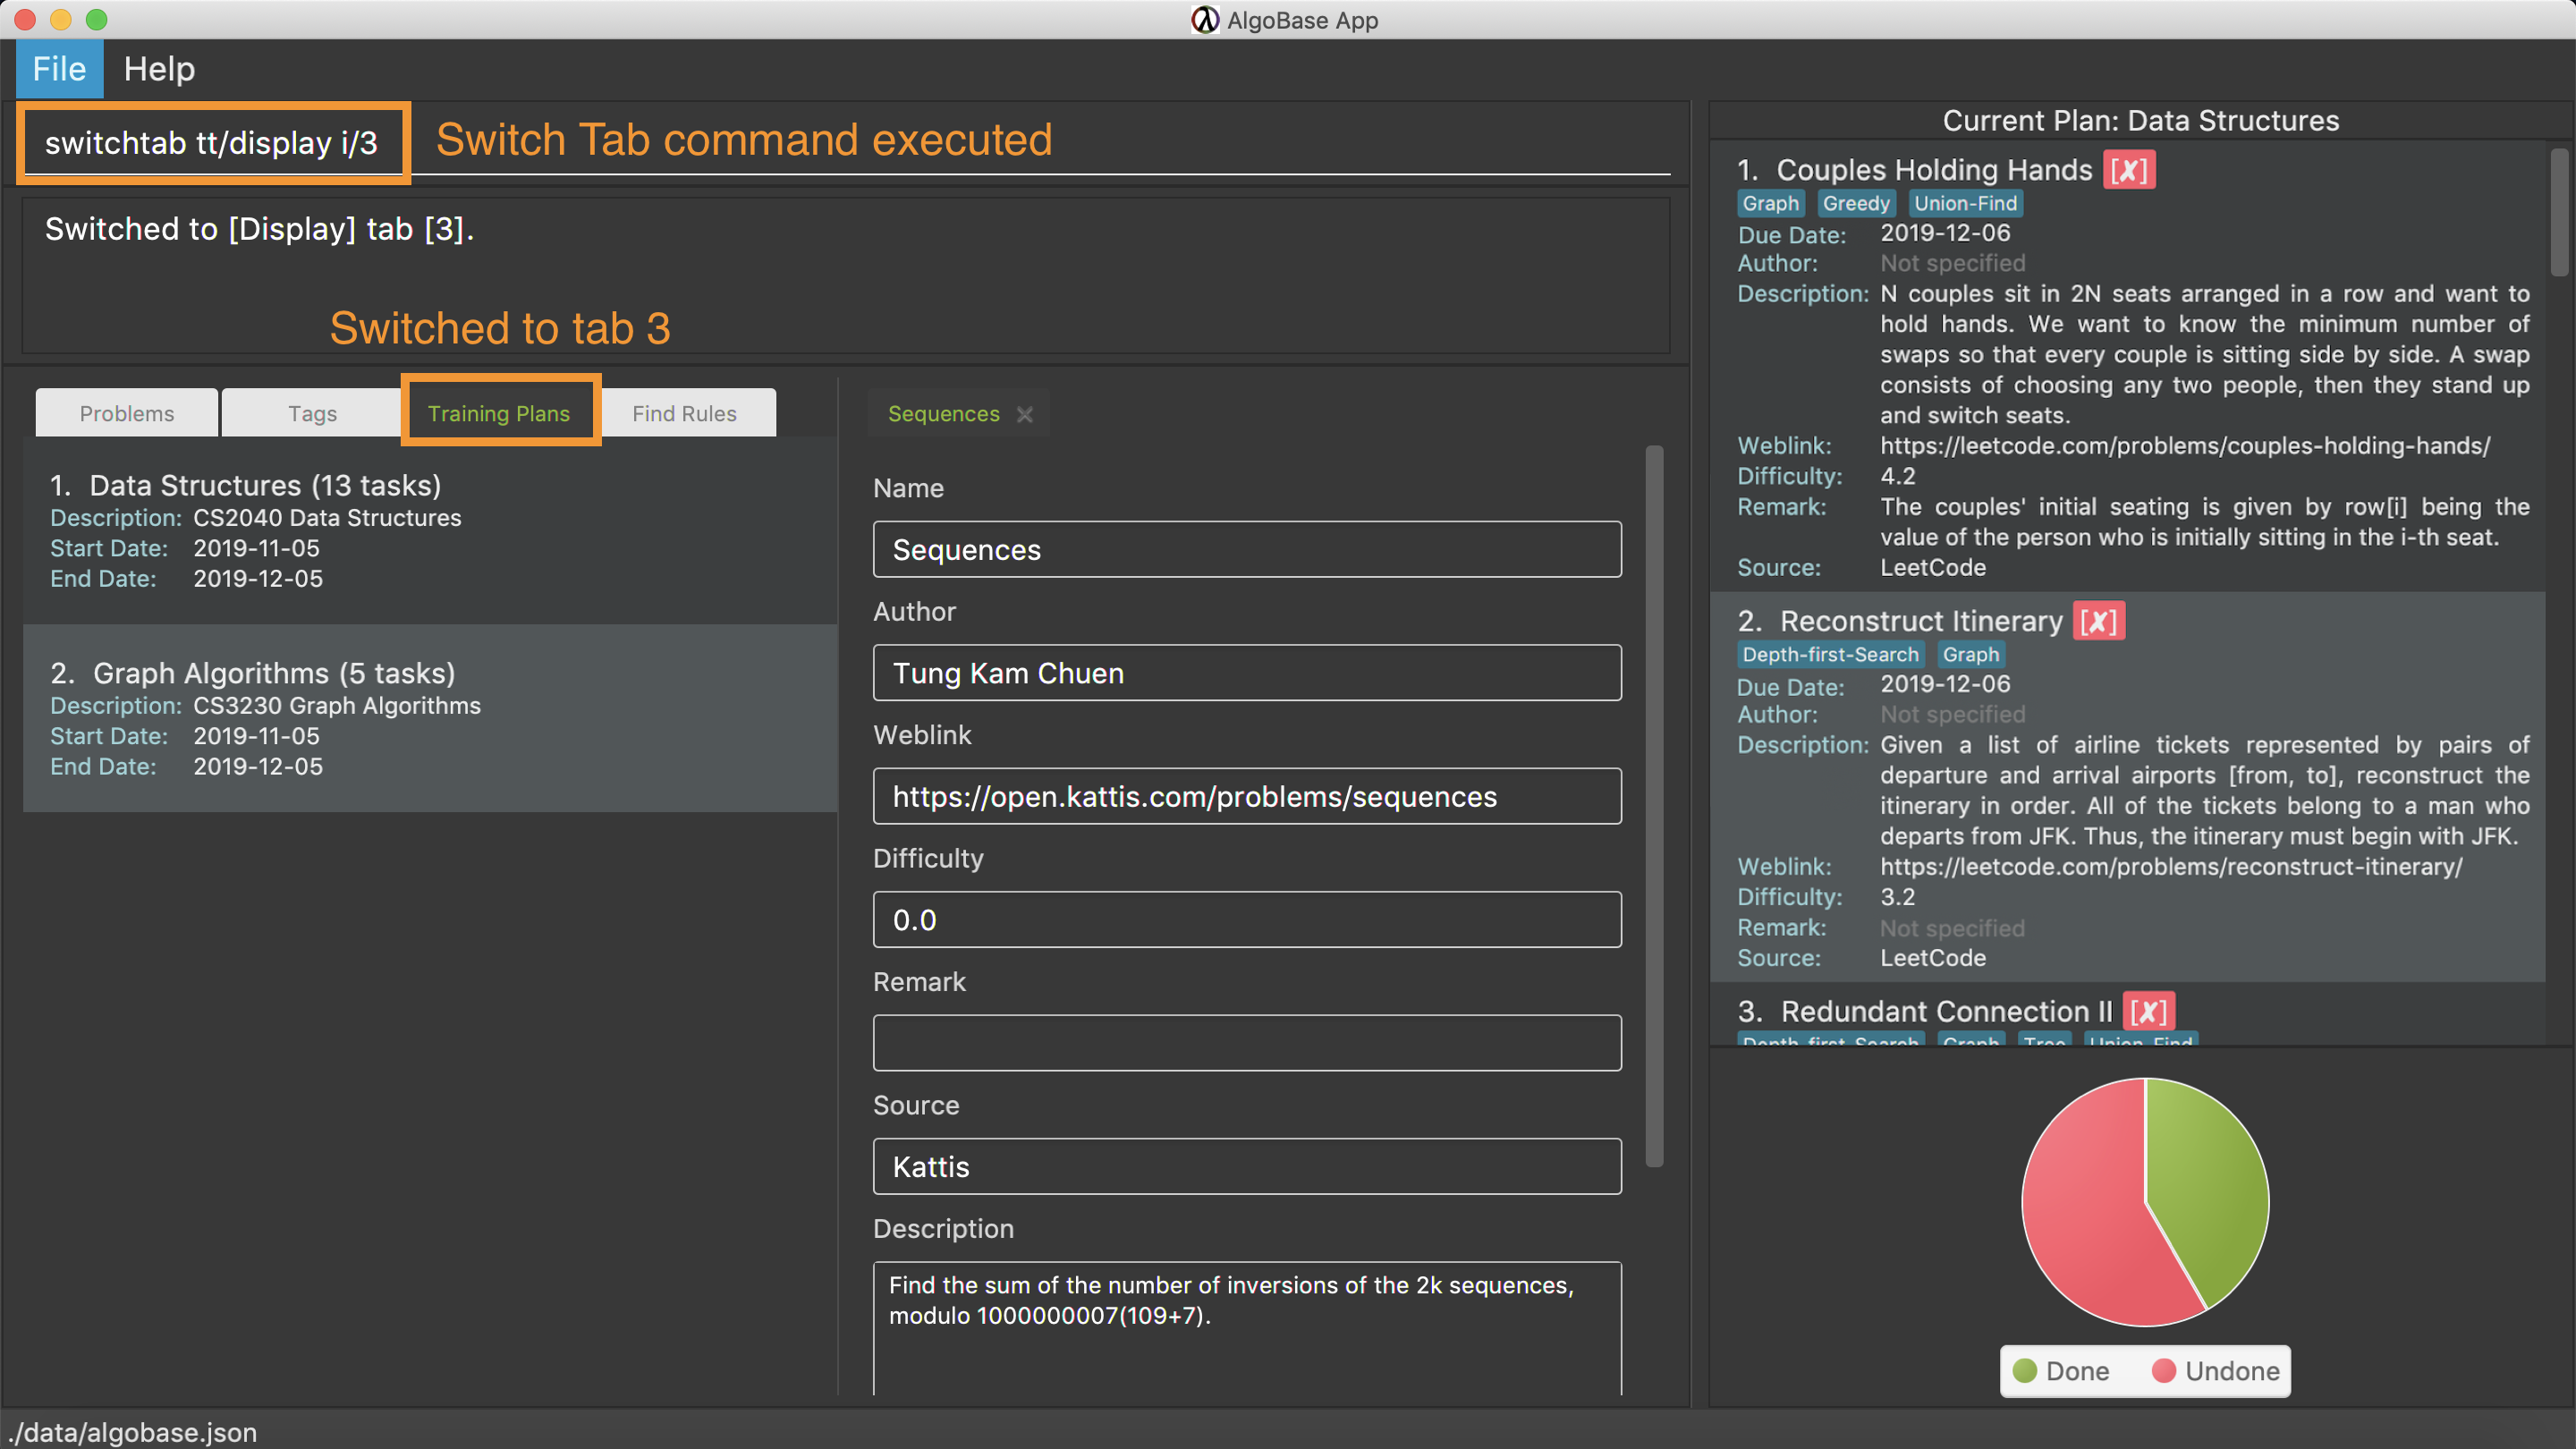 AlgoBase App
File Help
switchtab tt/display i/3
Switch Tab command executed
Switched to [Display] tab [3].
Switched to tab 3
Problems
Tags
Training Plans
Find Rules
1. Data Structures (13 tasks)
Description: CS2040 Data Structures
Start Date: 2019-11-05
End Date: 2019-12-05
2. Graph Algorithms (5 tasks)
Description: CS3230 Graph Algorithms
Start Date: 2019-11-05
End Date: 2019-12-05
Sequences ×
Name
Sequences
Author
Tung Kam Chuen
Weblink
https://open.kattis.com/problems/sequences
Difficulty
0.0
Remark
Source
Kattis
Description
Find the sum of the number of inversions of the 2k sequences,
modulo 1000000007(109+7).
Current Plan: Data Structures
1. Couples Holding Hands [✘]
Graph Greedy Union-Find
Due Date: 2019-12-06
Author: Not specified
Description: N couples sit in 2N seats arranged in a row and want to
hold hands. We want to know the minimum number of
swaps so that every couple is sitting side by side. A swap
consists of choosing any two people, then they stand up
and switch seats.
Weblink: https://leetcode.com/problems/couples-holding-hands/
Difficulty: 4.2
Remark: The couples' initial seating is given by row[i] being the
value of the person who is initially sitting in the i-th seat.
Source: LeetCode
2. Reconstruct Itinerary [✘]
Depth-first-Search Graph
Due Date: 2019-12-06
Author: Not specified
Description: Given a list of airline tickets represented by pairs of
departure and arrival airports [from, to], reconstruct the
itinerary in order. All of the tickets belong to a man who
departs from JFK. Thus, the itinerary must begin with JFK.
Weblink: https://leetcode.com/problems/reconstruct-itinerary/
Difficulty: 3.2
Remark: Not specified
Source: LeetCode
3. Redundant Connection II [✘]
Depth-first-Search Graph Tree Union-Find
Done Undone
./data/algobase.json